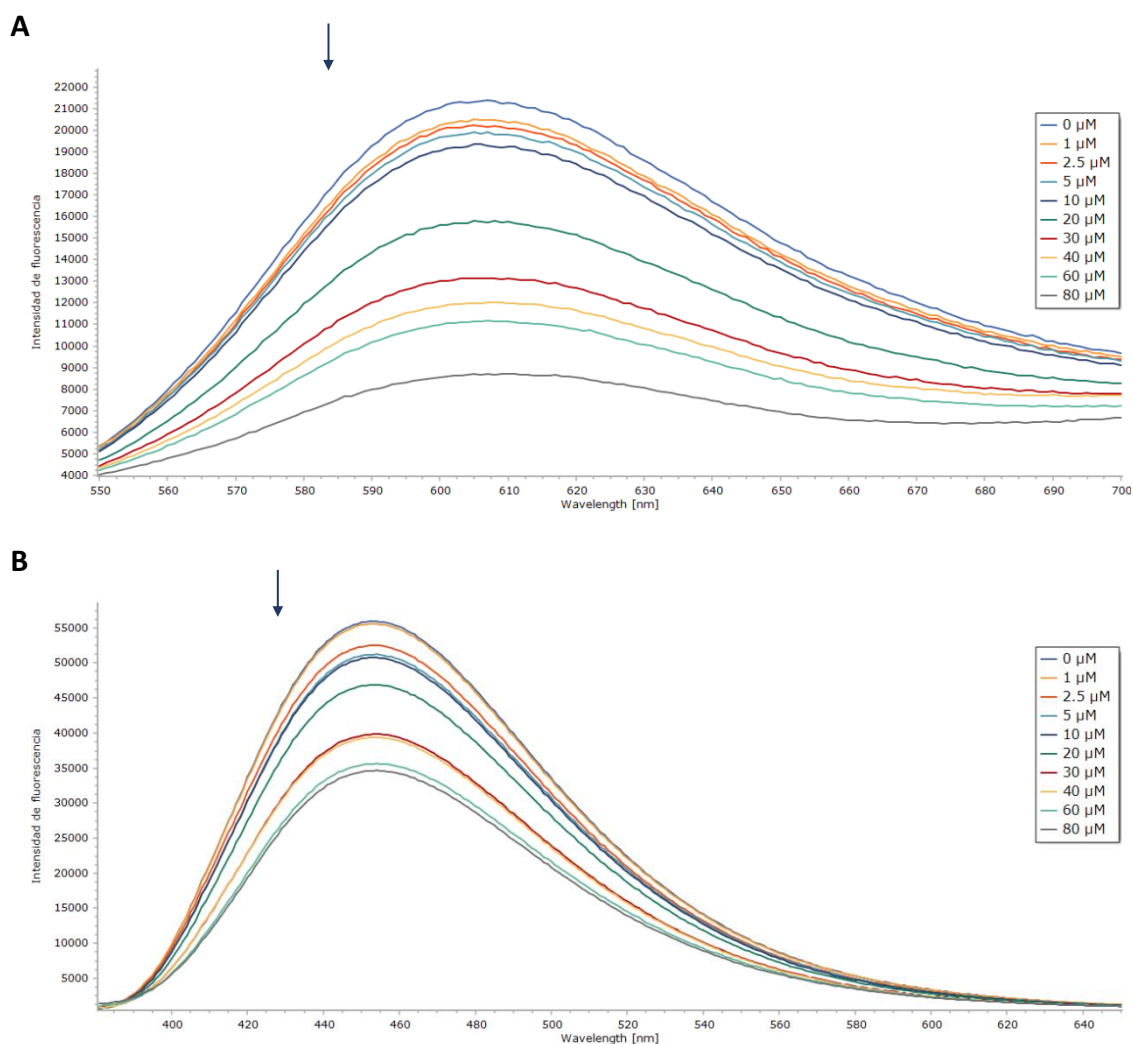 A
Intensidad de fluorescencia
22000
21000
20000
19000
18000
17000
16000
15000
14000
13000
12000
11000
10000
9000
8000
7000
6000
5000
4000
550 560 570 580 590 600 610 620 630 640 650 660 670 680 690 700
Wavelength [nm]
0 µM
1 µM
2.5 µM
5 µM
10 µM
20 µM
30 µM
40 µM
60 µM
80 µM
B
Intensidad de fluorescencia
55000
50000
45000
40000
35000
30000
25000
20000
15000
10000
5000
400 420 440 460 480 500 520 540 560 580 600 620 640
Wavelength [nm]
0 µM
1 µM
2.5 µM
5 µM
10 µM
20 µM
30 µM
40 µM
60 µM
80 µM